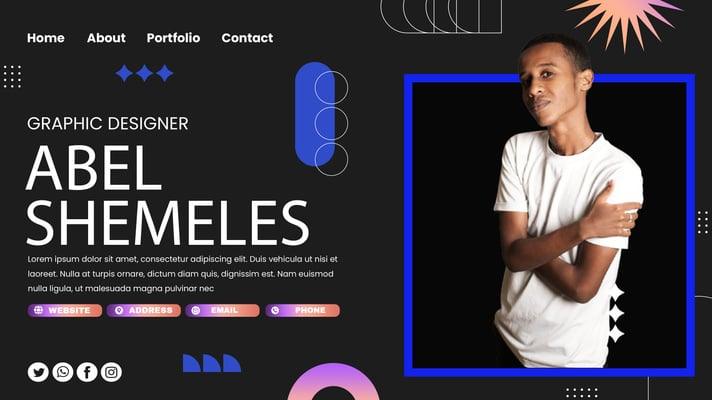 Home About Portfolio Contact
GRAPHIC DESIGNER
ABEL
SHEMELES
Lorem ipsum dolor sit amet, consectetur adipiscing elit. Duis vehicula ut nisi et
laoreet. Nulla at turpis ornare, dictum diam quis, dignissim est. Nam euismod
nulla ligula, ut malesuada magna pulvinar nec
WEBSITE ADDRESS EMAIL PHONE